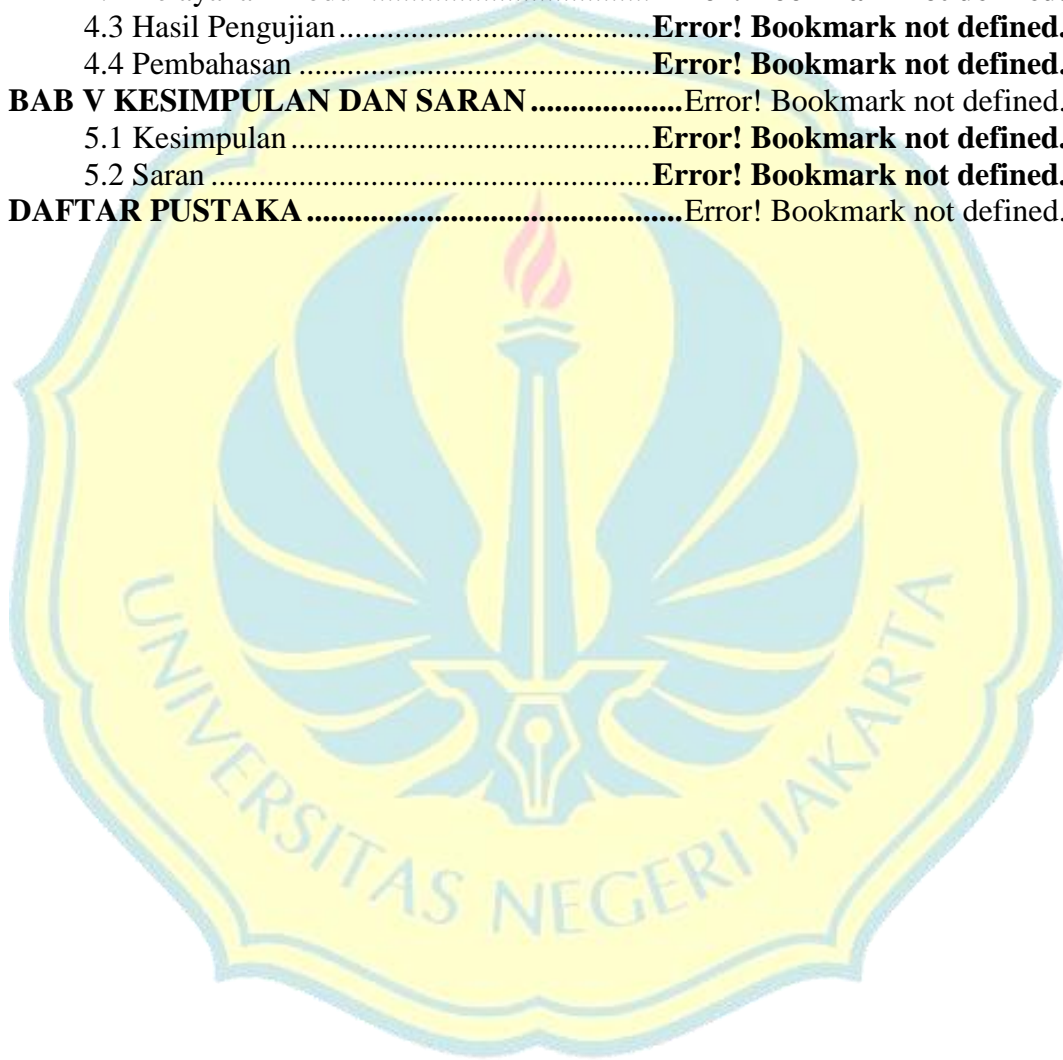 4.3 Hasil Pengujian........................................Error! Bookmark not defined.
4.4 Pembahasan .............................................Error! Bookmark not defined.
BAB V KESIMPULAN DAN SARAN...................Error! Bookmark not defined.
5.1 Kesimpulan..............................................Error! Bookmark not defined.
5.2 Saran ........................................................Error! Bookmark not defined.
DAFTAR PUSTAKA................................................Error! Bookmark not defined.
UNIVERSITAS NEGERI JAKARTA